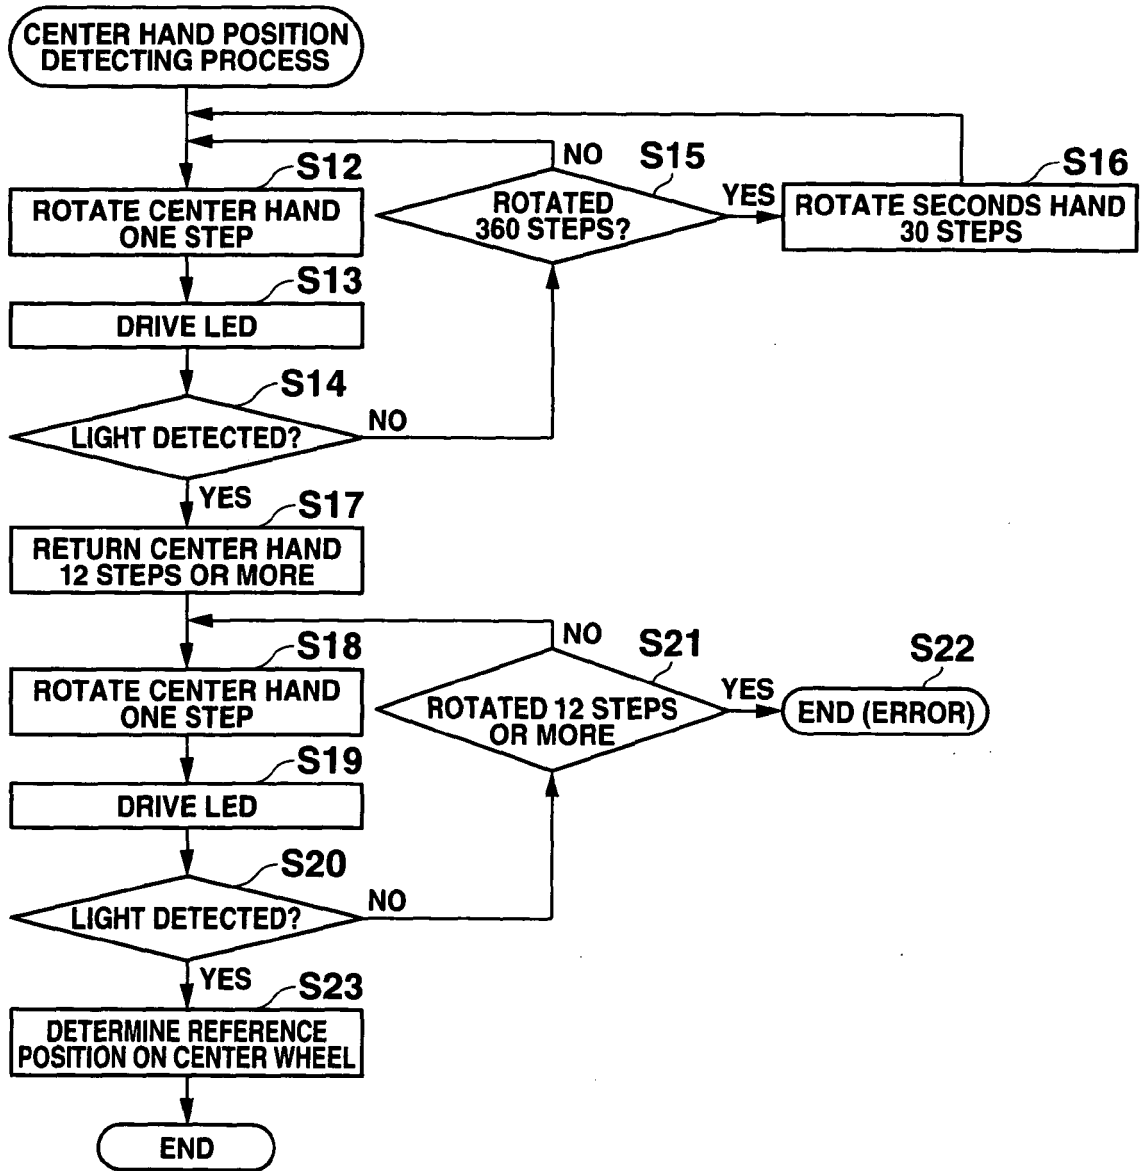 CENTER HAND POSITION
DETECTING PROCESS
S12
ROTATE CENTER HAND
ONE STEP
NO
S15
ROTATED
360 STEPS?
YES
S16
ROTATE SECONDS HAND
30 STEPS
S13
DRIVE LED
S14
LIGHT DETECTED?
NO
YES
S17
RETURN CENTER HAND
12 STEPS OR MORE
S18
ROTATE CENTER HAND
ONE STEP
NO
S21
ROTATED 12 STEPS
OR MORE
YES
S22
END (ERROR)
S19
DRIVE LED
S20
LIGHT DETECTED?
NO
YES
S23
DETERMINE REFERENCE
POSITION ON CENTER WHEEL
END